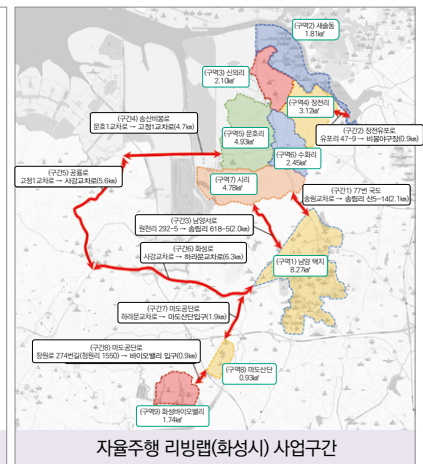 (구역2) 새솔동
1.81㎢
(구역3) 신외리
2.10㎢
(구역4) 장전리
3.12㎢
(구간4) 송산비봉로
문호1교차로 → 고정1교차로(4.7km)
(구역5) 문호리
4.93㎢
(구간2) 장전유포로
유포리 47-9 → 비봉야구장(0.9km)
(구역6) 수화리
2.45㎢
(구간5) 공룡로
고정1교차로 → 사강교차로(5.6km)
(구역7) 시리
4.78㎢
(구간1) 77번 국도
송원교차로 → 송림리 산5-14(2.1km)
(구간3) 남양서로
원천리 292-5 → 송림리 618-5(2.0km)
(구간6) 화성로
사강교차로 → 하라문교차로(6.3km)
(구역1) 남양 택지
8.27㎢
(구간7) 마도공단로
하라문교차로 → 마도산단입구(1.9km)
(구간8) 마도공단로
청원로 274번길(청원리 1550) → 바이오밸리 입구(0.9km)
(구역8) 마도산단
0.93㎢
(구역9) 화성바이오밸리
1.74㎢
자율주행 리빙랩(화성시) 사업구간